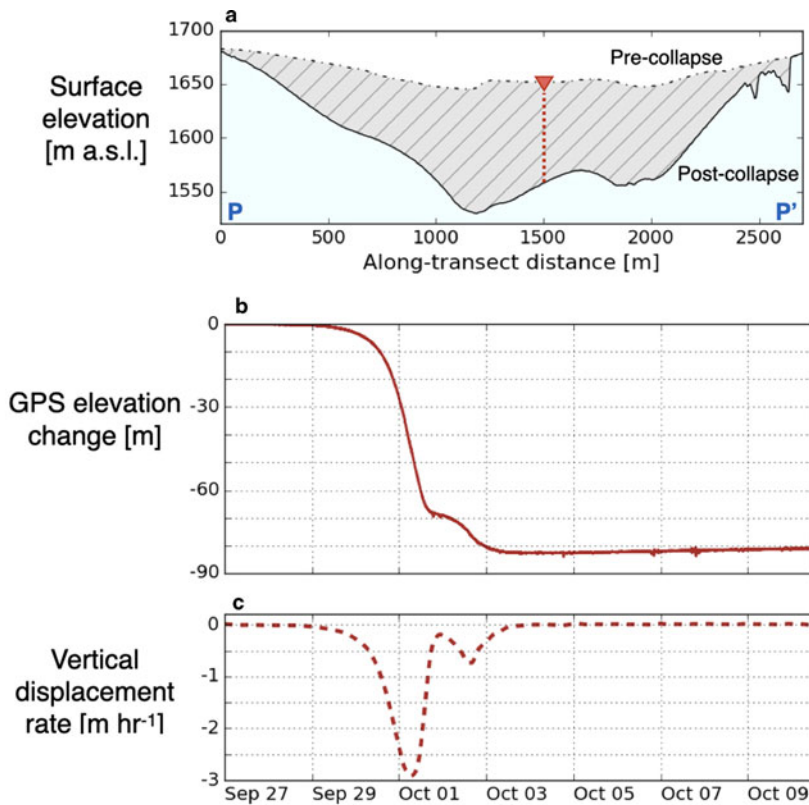 a
1700
1650
1600
1550
Surface
elevation
[m a.s.l.]
Pre-collapse
Post-collapse
P
P'
0 500 1000 1500 2000 2500
Along-transect distance [m]
b
0
-30
-60
-90
GPS elevation
change [m]
c
0
-1
-2
-3
Vertical
displacement
rate [m hr-1]
Sep 27 Sep 29 Oct 01 Oct 03 Oct 05 Oct 07 Oct 09